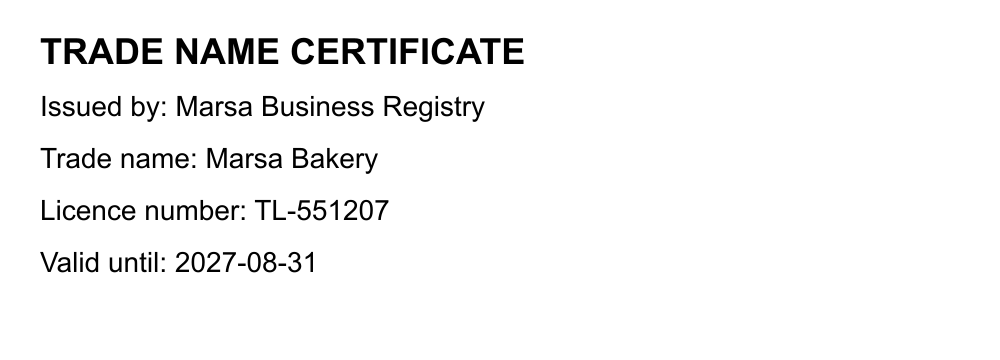 TRADE NAME CERTIFICATE
Issued by: Marsa Business Registry
Trade name: Marsa Bakery
Licence number: TL-551207
Valid until: 2027-08-31